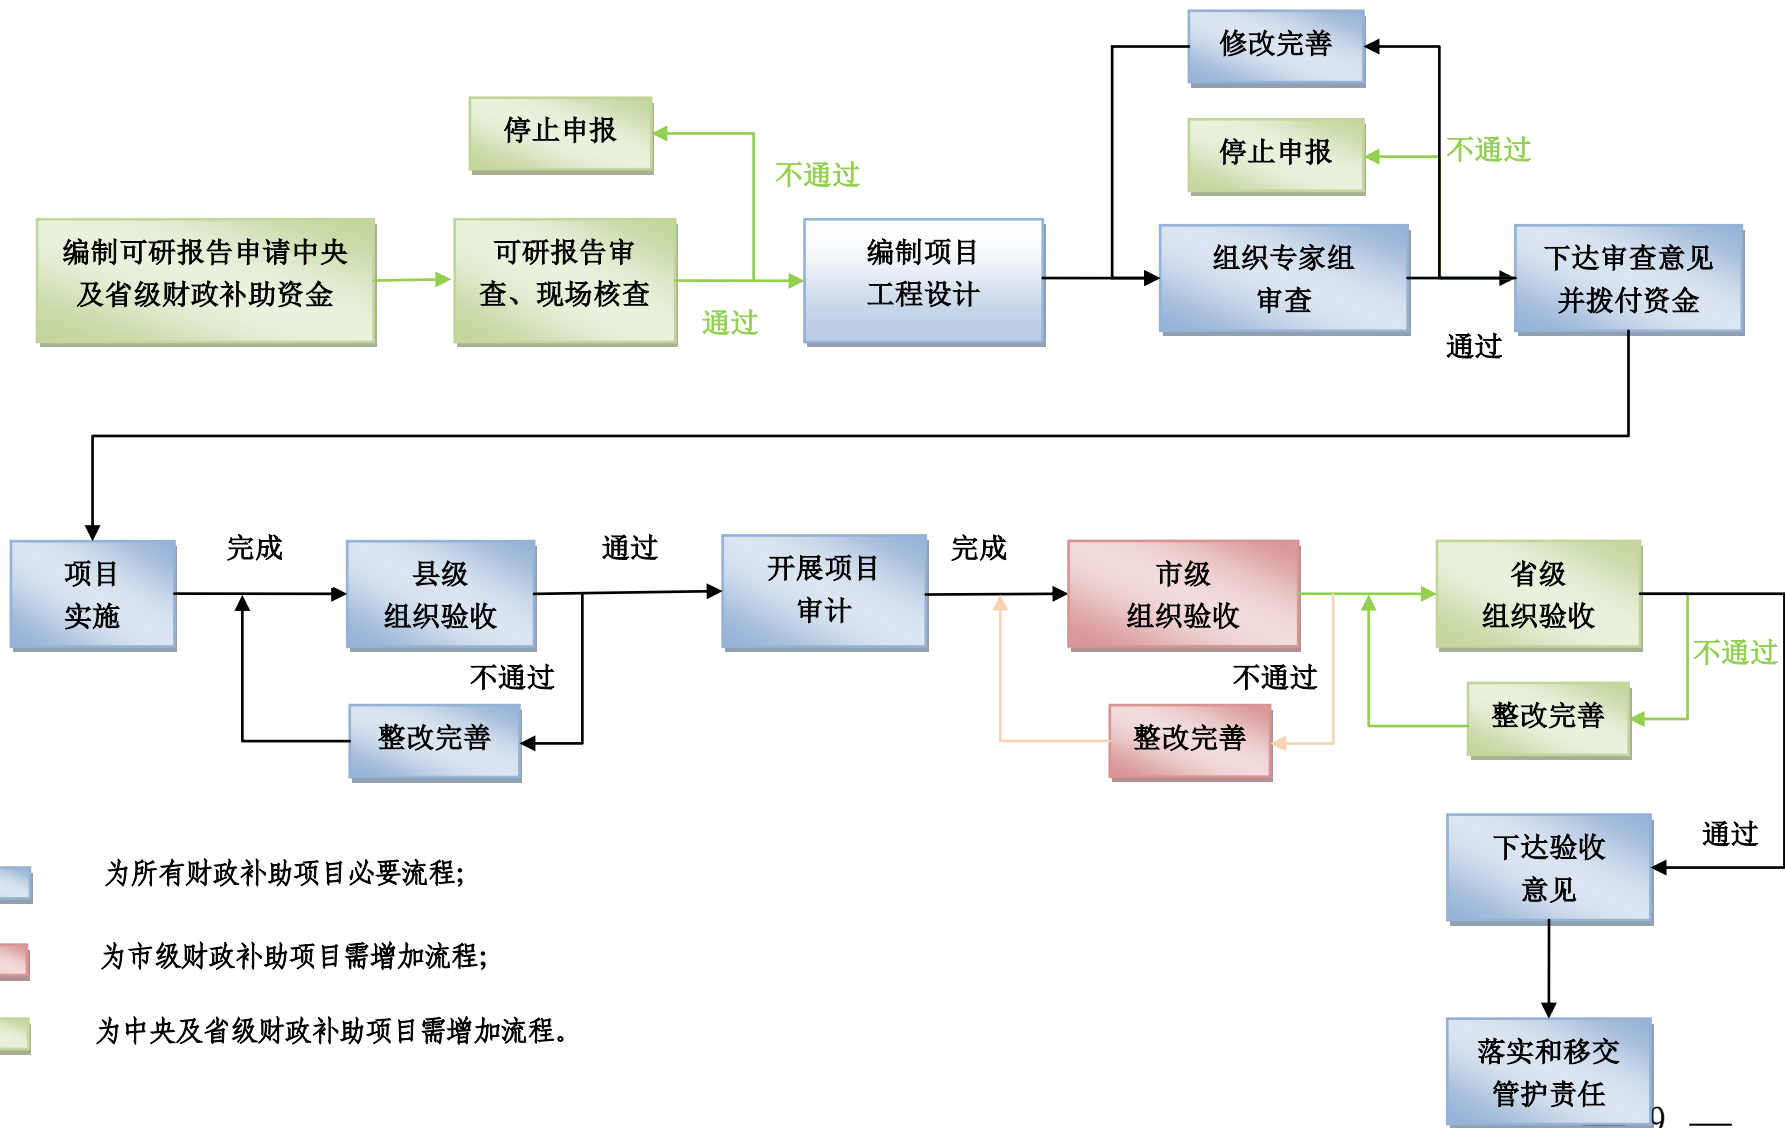 修改完善
停止申报
不通过
停止申报
不通过
编制可研报告申请中央
及省级财政补助资金
可研报告审
查、现场核查
通过
编制项目
工程设计
组织专家组
审查
通过
下达审查意见
并拨付资金
项目
实施
完成
县级
组织验收
通过
不通过
整改完善
开展项目
审计
完成
市级
组织验收
不通过
整改完善
省级
组织验收
不通过
整改完善
通过
下达验收
意见
为所有财政补助项目必要流程;
为市级财政补助项目需增加流程;
为中央及省级财政补助项目需增加流程。
落实和移交
管护责任
9 —